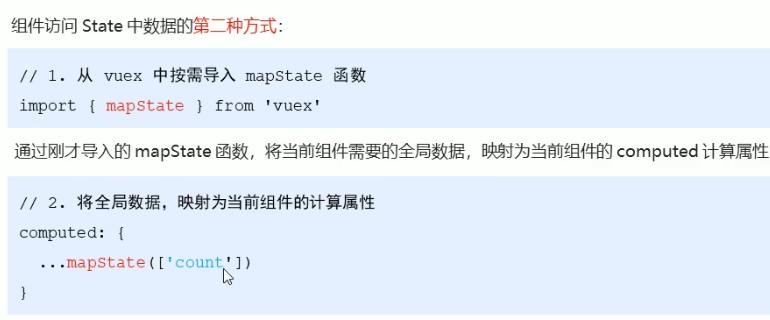 组件访问 State 中数据的第二种方式：
// 1. 从 vuex 中按需导入 mapState 函数
import { mapState } from 'vuex'
通过刚才导入的 mapState 函数，将当前组件需要的全局数据，映射为当前组件的 computed 计算属性
// 2. 将全局数据，映射为当前组件的计算属性
computed: {
  ...mapState(['count'])
}